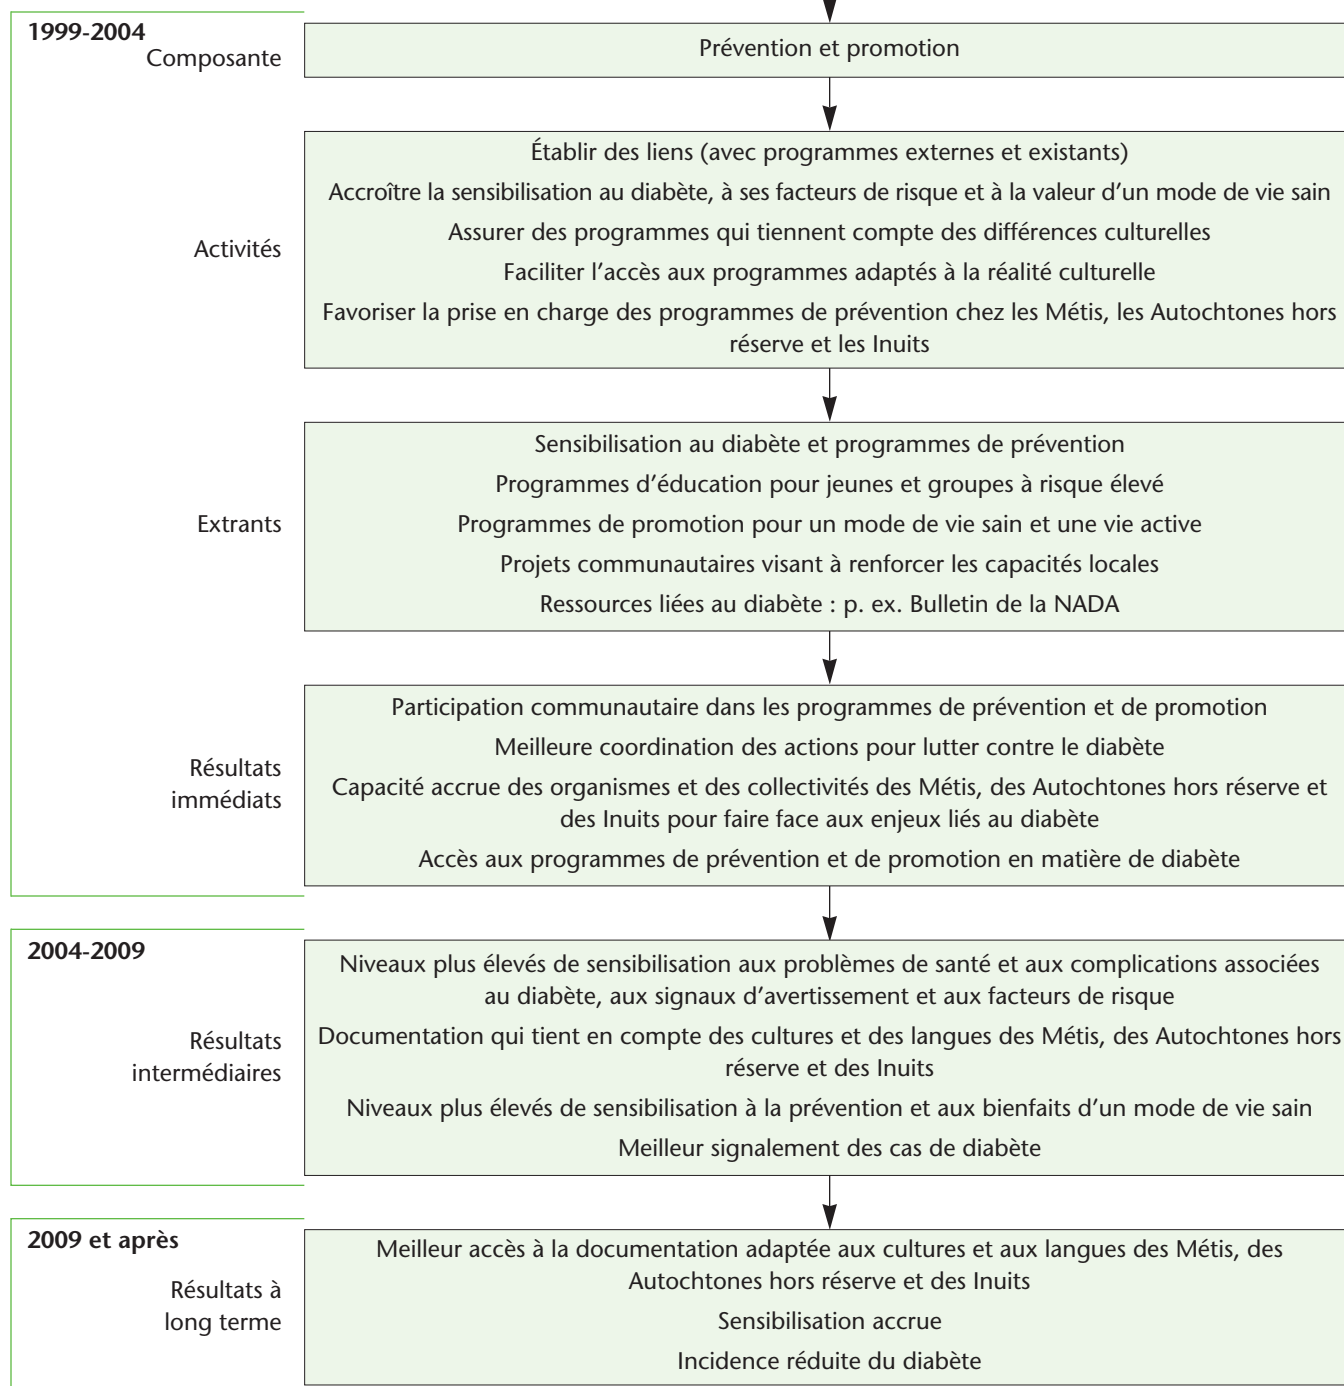 1999-2004
Composante
Prévention et promotion
Activités
Établir des liens (avec programmes externes et existants)
Accroître la sensibilisation au diabète, à ses facteurs de risque et à la valeur d'un mode de vie sain
Assurer des programmes qui tiennent compte des différences culturelles
Faciliter l'accès aux programmes adaptés à la réalité culturelle
Favoriser la prise en charge des programmes de prévention chez les Métis, les Autochtones hors
réserve et les Inuits
Extrants
Sensibilisation au diabète et programmes de prévention
Programmes d'éducation pour jeunes et groupes à risque élevé
Programmes de promotion pour un mode de vie sain et une vie active
Projets communautaires visant à renforcer les capacités locales
Ressources liées au diabète : p. ex. Bulletin de la NADA
Résultats
immédiats
Participation communautaire dans les programmes de prévention et de promotion
Meilleure coordination des actions pour lutter contre le diabète
Capacité accrue des organismes et des collectivités des Métis, des Autochtones hors réserve et
des Inuits pour faire face aux enjeux liés au diabète
Accès aux programmes de prévention et de promotion en matière de diabète
2004-2009
Résultats
intermédiaires
Niveaux plus élevés de sensibilisation aux problèmes de santé et aux complications associées
au diabète, aux signaux d'avertissement et aux facteurs de risque
Documentation qui tient en compte des cultures et des langues des Métis, des Autochtones hors
réserve et des Inuits
Niveaux plus élevés de sensibilisation à la prévention et aux bienfaits d'un mode de vie sain
Meilleur signalement des cas de diabète
2009 et après
Résultats à
long terme
Meilleur accès à la documentation adaptée aux cultures et aux langues des Métis, des
Autochtones hors réserve et des Inuits
Sensibilisation accrue
Incidence réduite du diabète